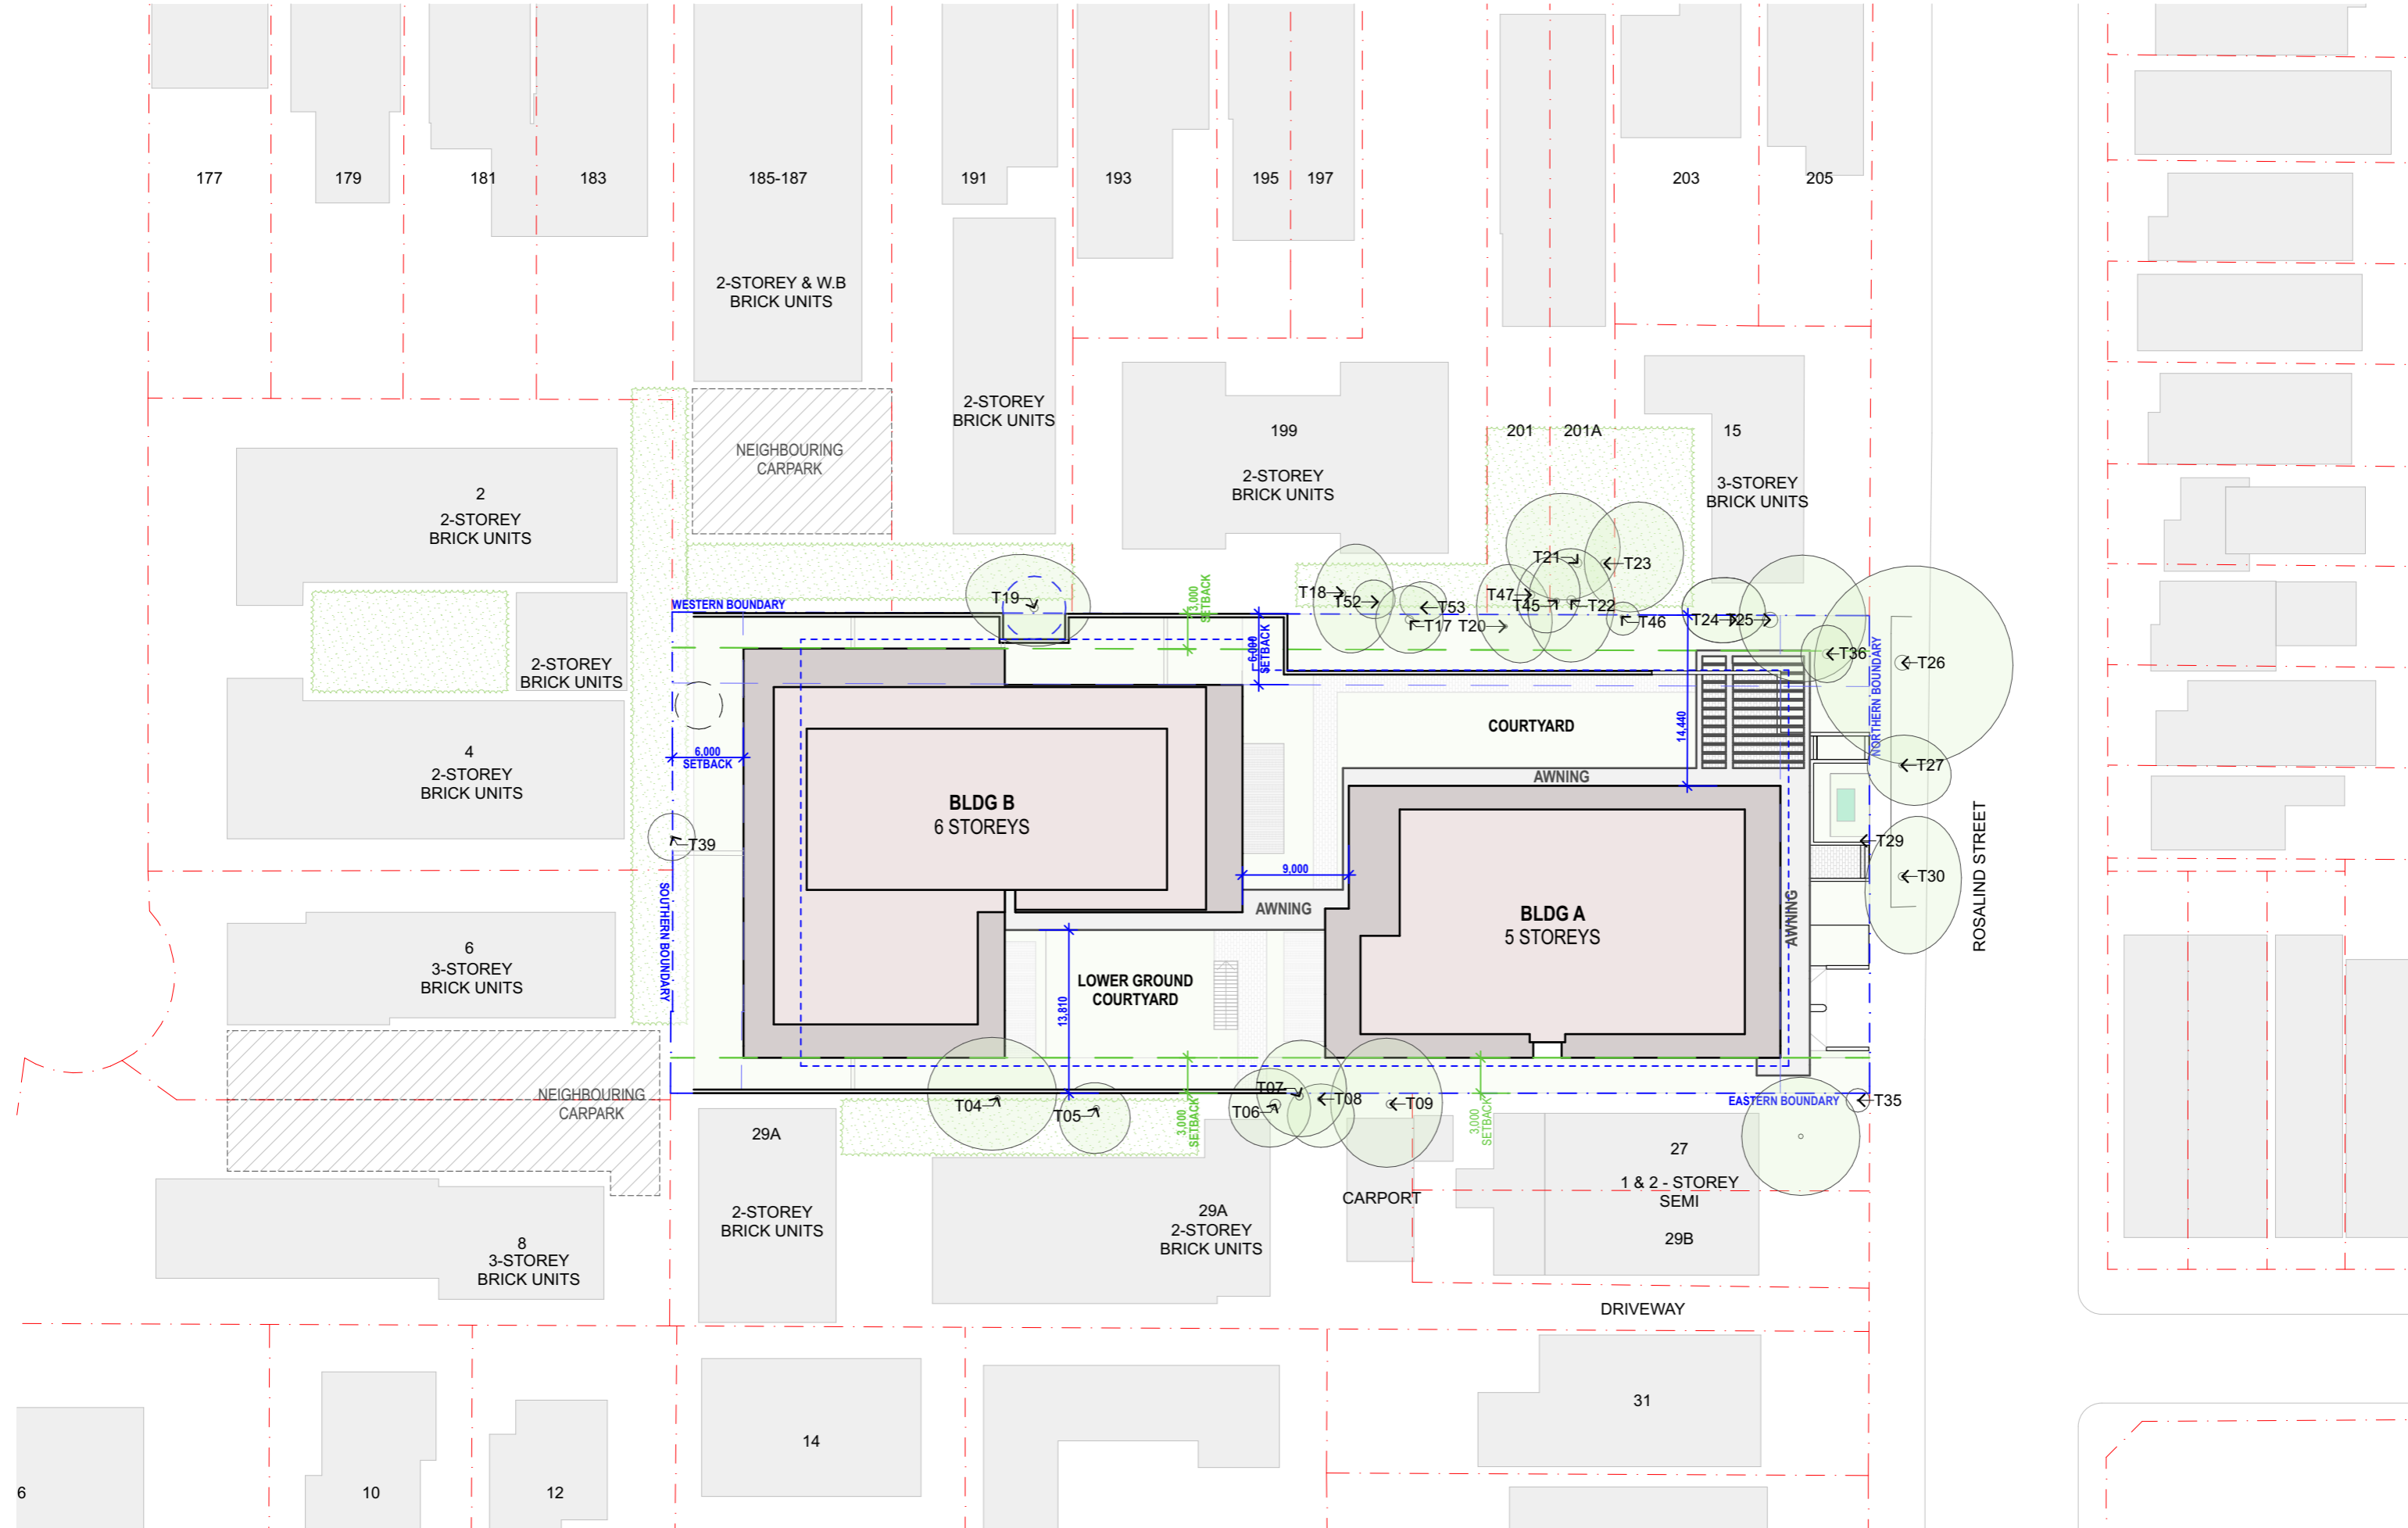 177
179
181
183
185-187
191
193
195
197
203
205
2-STOREY & W.B
BRICK UNITS
2-STOREY
BRICK UNITS
NEIGHBOURING
CARPARK
199
2-STOREY
BRICK UNITS
201
201A
15
3-STOREY
BRICK UNITS
2
2-STOREY
BRICK UNITS
2-STOREY
BRICK UNITS
4
2-STOREY
BRICK UNITS
6
3-STOREY
BRICK UNITS
NEIGHBOURING
CARPARK
8
3-STOREY
BRICK UNITS
WESTERN BOUNDARY
T19
3,000
SETBACK
6,000
SETBACK
T18
T52
T53
T17
T20
T47
T45
T21
T22
T23
T46
T24
T25
T36
T26
T27
T29
T30
T35
NORTHERN BOUNDARY
ROSALIND STREET
COURTYARD
14,440
AWNING
6,000
SETBACK
BLDG B
6 STOREYS
9,000
AWNING
BLDG A
5 STOREYS
AWNING
T39
SOUTHERN BOUNDARY
LOWER GROUND
COURTYARD
13,810
T04
T05
T06
T07
T08
T09
3,000
SETBACK
3,000
SETBACK
EASTERN BOUNDARY
29A
2-STOREY
BRICK UNITS
29A
2-STOREY
BRICK UNITS
CARPORT
27
1 & 2 - STOREY
SEMI
29B
DRIVEWAY
31
14
6
10
12